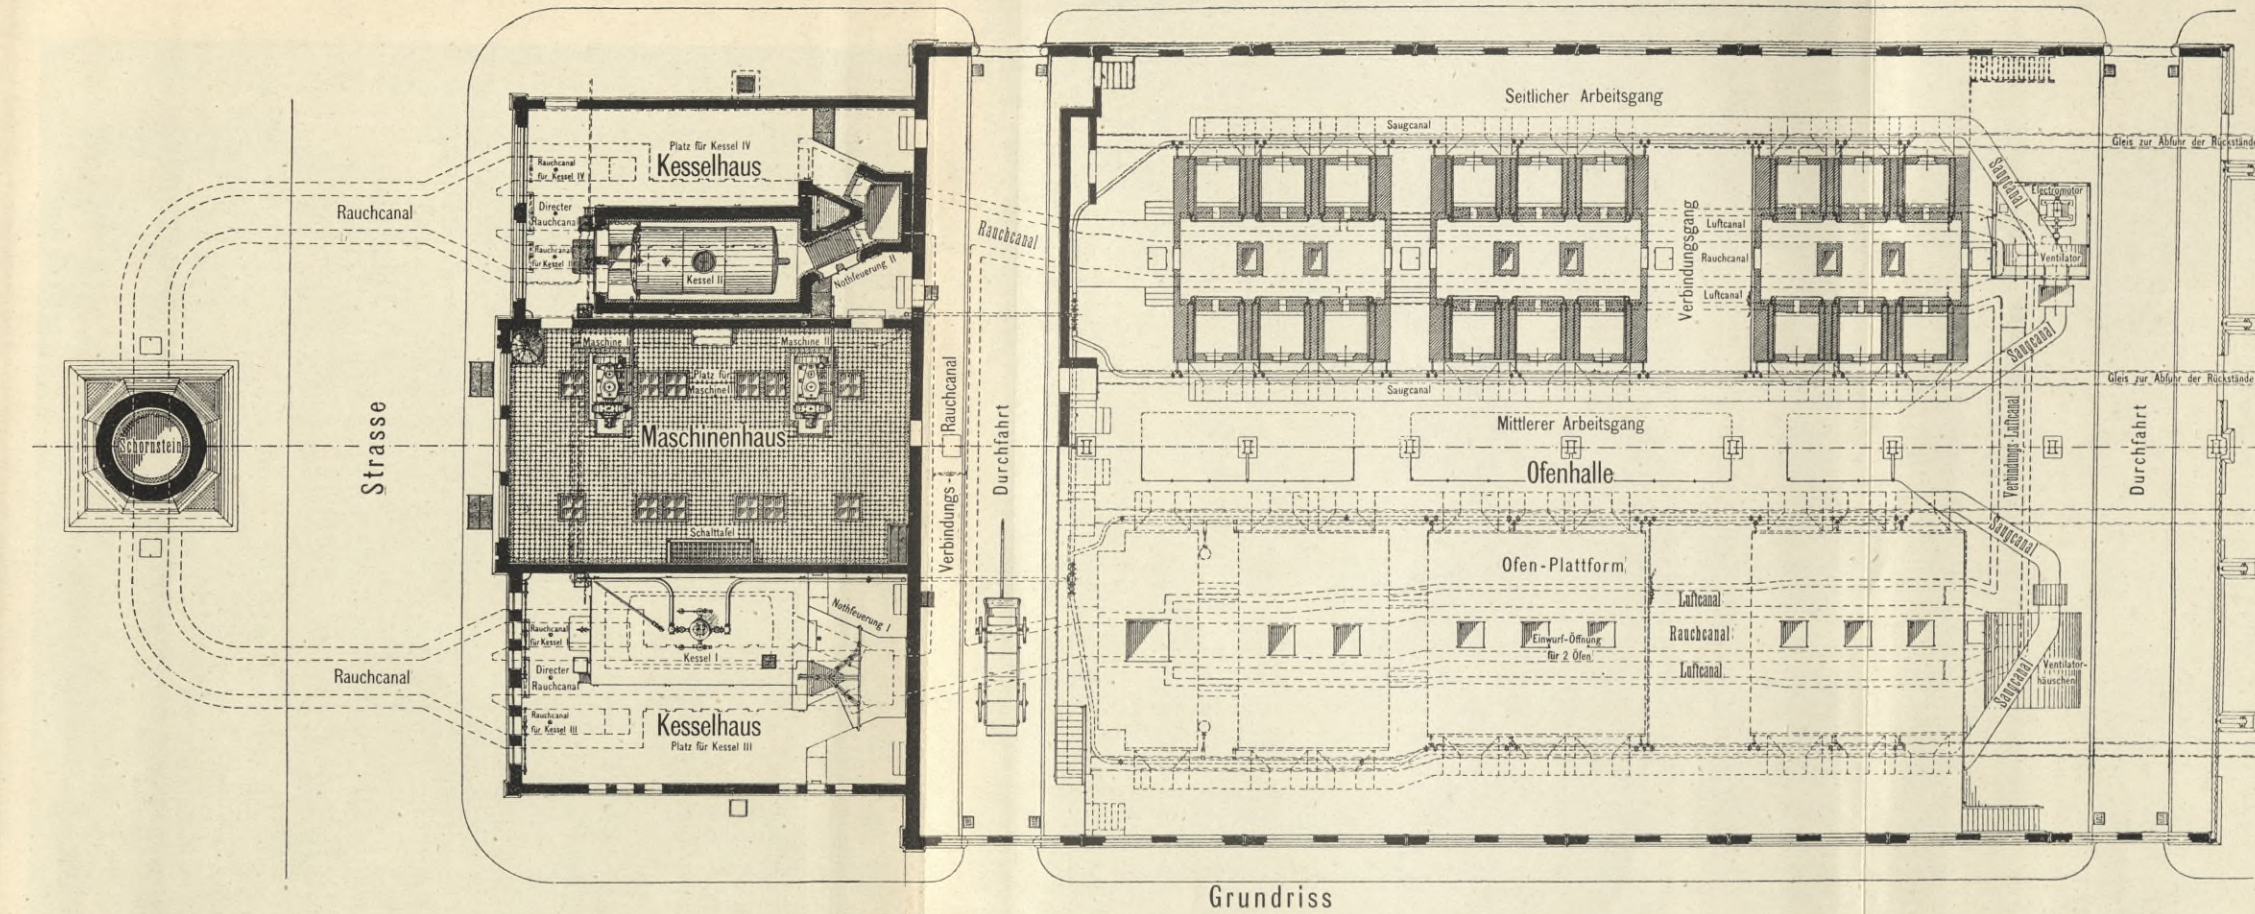 Seitlicher Arbeitsgang
Saugcanal
Gleis zur Abfuhr der Rückstände
Platz für Kessel IV
Kesselhaus
Rauchcanal
für Kessel IV
Directer
Rauchcanal
Rauchcanal
für Kessel II
Kessel II
Nothfeuerung II
Rauchcanal
Rauchcanal
Verbindungsgang
Luftcanal
Rauchcanal
Luftcanal
Saugcanal
Electromotor
Ventilator
Saugcanal
Saugcanal
Gleis zur Abfuhr der Rückstände
Maschine I
Maschine II
Platz für
Maschine
Maschinenhaus
Schalttafel
Schornstein
Strasse
Verbindungs-Rauchcanal
Durchfahrt
Mittlerer Arbeitsgang
Ofenhalle
Verbindungs-Luftcanal
Durchfahrt
Saugcanal
Ofen-Plattform
Luftcanal
Rauchcanal
Luftcanal
Einwurf-Öffnung
für 2 Öfen
Ventilator-
häuschen
Saugcanal
Nothfeuerung I
Rauchcanal
für Kessel I
Kessel I
Directer
Rauchcanal
Rauchcanal
für Kessel III
Rauchcanal
Kesselhaus
Platz für Kessel III
Grundriss